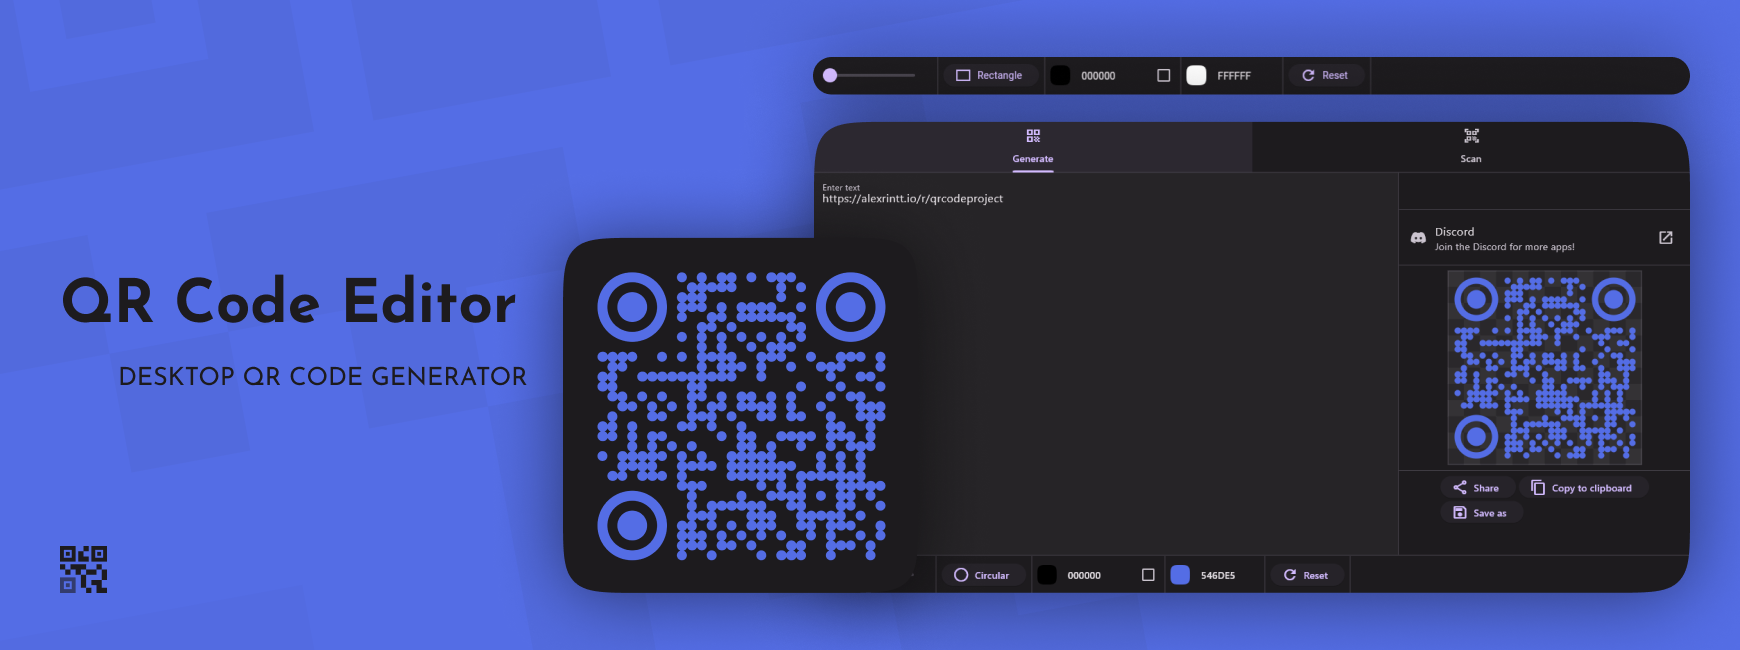 Rectangle
000000
FFFFFF
Reset
Generate
Scan
Enter text
https://alexrintt.io/r/qrcodeproject
Discord
Join the Discord for more apps!
QR Code Editor
DESKTOP QR CODE GENERATOR
Share
Copy to clipboard
Save as
Circular
000000
546DE5
Reset